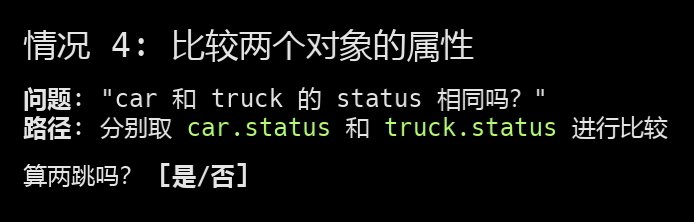 情况 4: 比较两个对象的属性
问题: "car 和 truck 的 status 相同吗？"
路径: 分别取 car.status 和 truck.status 进行比较
算两跳吗？ [是/否]